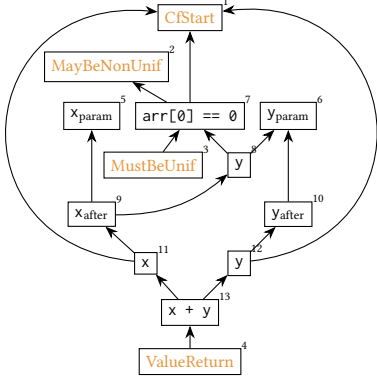 CfStart 1
MayBeNonUnif 2
xparam 5
arr[0] == 0 7
yparam 6
MustBeUnif 3
y 8
xafter 9
yafter 10
x 11
y 12
x + y 13
ValueReturn 4